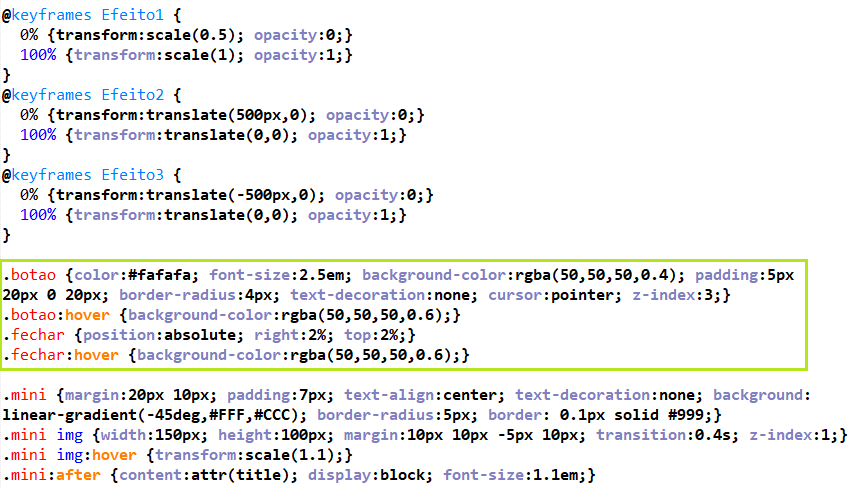 @keyframes Efeito1 {
  0% {transform:scale(0.5); opacity:0;}
  100% {transform:scale(1); opacity:1;}
}
@keyframes Efeito2 {
  0% {transform:translate(500px,0); opacity:0;}
  100% {transform:translate(0,0); opacity:1;}
}
@keyframes Efeito3 {
  0% {transform:translate(-500px,0); opacity:0;}
  100% {transform:translate(0,0); opacity:1;}
}
.botao {color:#fafafa; font-size:2.5em; background-color:rgba(50,50,50,0.4); padding:5px
20px 0 20px; border-radius:4px; text-decoration:none; cursor:pointer; z-index:3;}
.botao:hover {background-color:rgba(50,50,50,0.6);}
.fechar {position:absolute; right:2%; top:2%;}
.fechar:hover {background-color:rgba(50,50,50,0.6);}
.mini {margin:20px 10px; padding:7px; text-align:center; text-decoration:none; background:
linear-gradient(-45deg,#FFF,#CCC); border-radius:5px; border: 0.1px solid #999;}
.mini img {width:150px; height:100px; margin:10px 10px -5px 10px; transition:0.4s; z-index:1;}
.mini img:hover {transform:scale(1.1);}
.mini:after {content:attr(title); display:block; font-size:1.1em;}